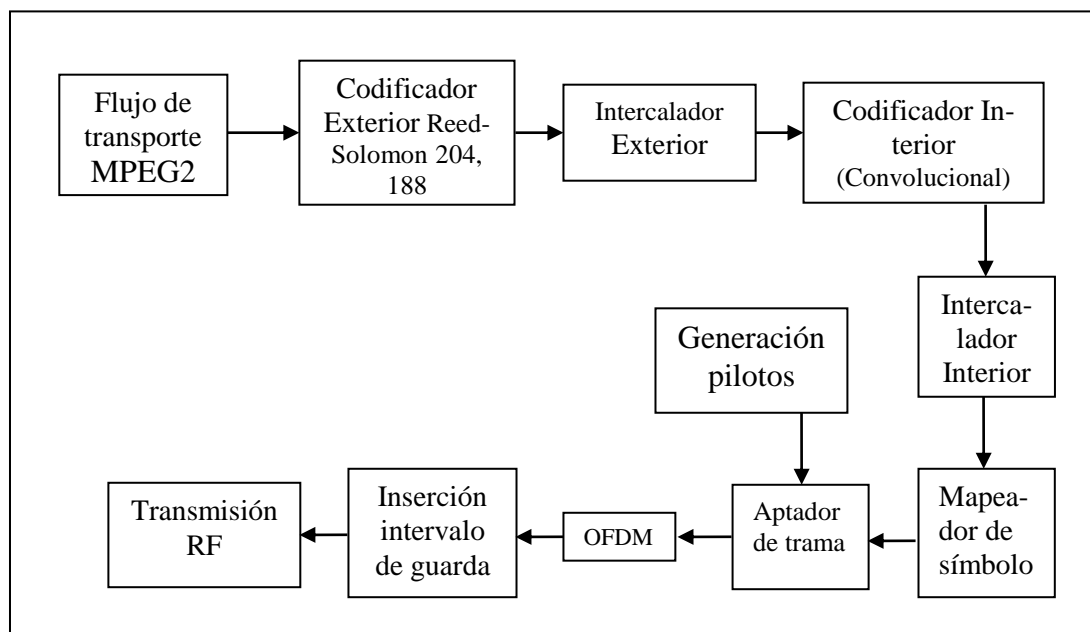 Flujo de
transporte
MPEG2
Codificador
Exterior Reed-
Solomon 204,
188
Intercalador
Exterior
Codificador In-
terior
(Convolucional)
Interca-
lador
Interior
Generación
pilotos
Mapea-
dor de
símbolo
Aptador
de trama
OFDM
Inserción
intervalo
de guarda
Transmisión
RF